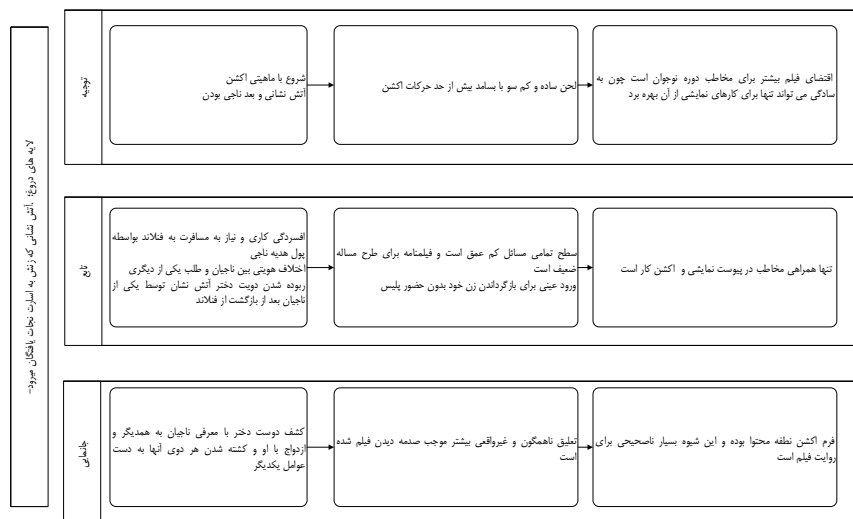 لایه های دروغ؛ آتش نشانی که زنش به اسارت نجات یافتگان میرود-
توجیه
شروع با ماهیتی اکشن
آتش نشانی و بعد ناجی بودن
لحن ساده و کم سو با بسامد بیش از حد حرکات اکشن
اقتضای فیلم بیشتر برای مخاطب دوره نوجوان است چون به
سادگی می تواند تنها برای کارهای نمایشی از آن بهره برد
تابع
افسردگی کاری و نیاز به مسافرت به فنلاند بواسطه
پول هدیه ناجی
اختلاف هویتی بین ناجیان و طلب یکی از دیگری
ربوده شدن دویت دختر آتش نشان توسط یکی از
ناجیان بعد از بازگشت از فنلاند
سطح تمامی مسائل کم عمق است و فیلمنامه برای طرح مساله
ضعیف است
ورود عینی برای بازگرداندن زن خود بدون حضور پلیس
تنها همراهی مخاطب در پیوست نمایشی و اکشن کار است
جانمایی
کشف دوست دختر با معرفی ناجیان به همدیگر و
ازدواج با او و کشته شدن هر دوی آنها به دست
عوامل یکدیگر
تعلیق ناهمگون و غیرواقعی بیشتر موجب صدمه دیدن فیلم شده
است
فرم اکشن نطفه محتوا بوده و این شیوه بسیار ناصحیحی برای
روایت فیلم است